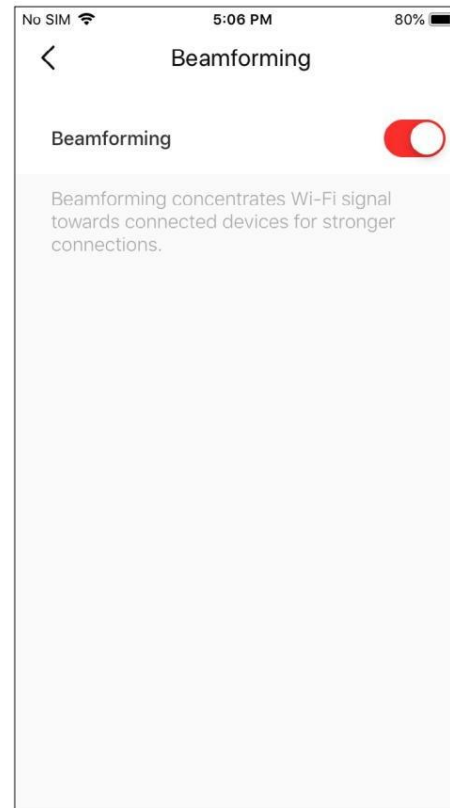 No SIM 5:06 PM 80%
Beamforming
Beamforming
Beamforming concentrates Wi-Fi signal
towards connected devices for stronger
connections.